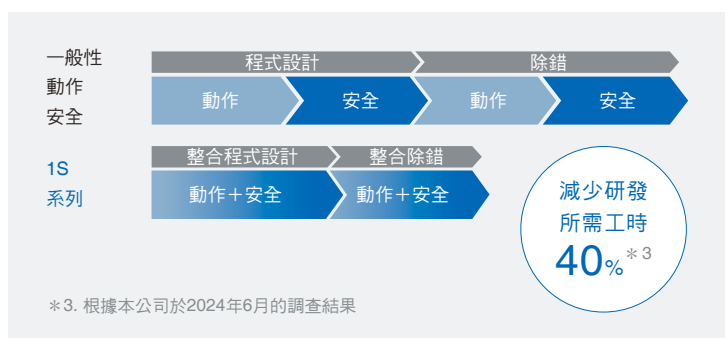 一般性
動作
安全
程式設計
除錯
動作
安全
動作
安全
1S
系列
整合程式設計
整合除錯
動作+安全
動作+安全
減少研發
所需工時
40%＊3
＊3. 根據本公司於2024年6月的調查結果